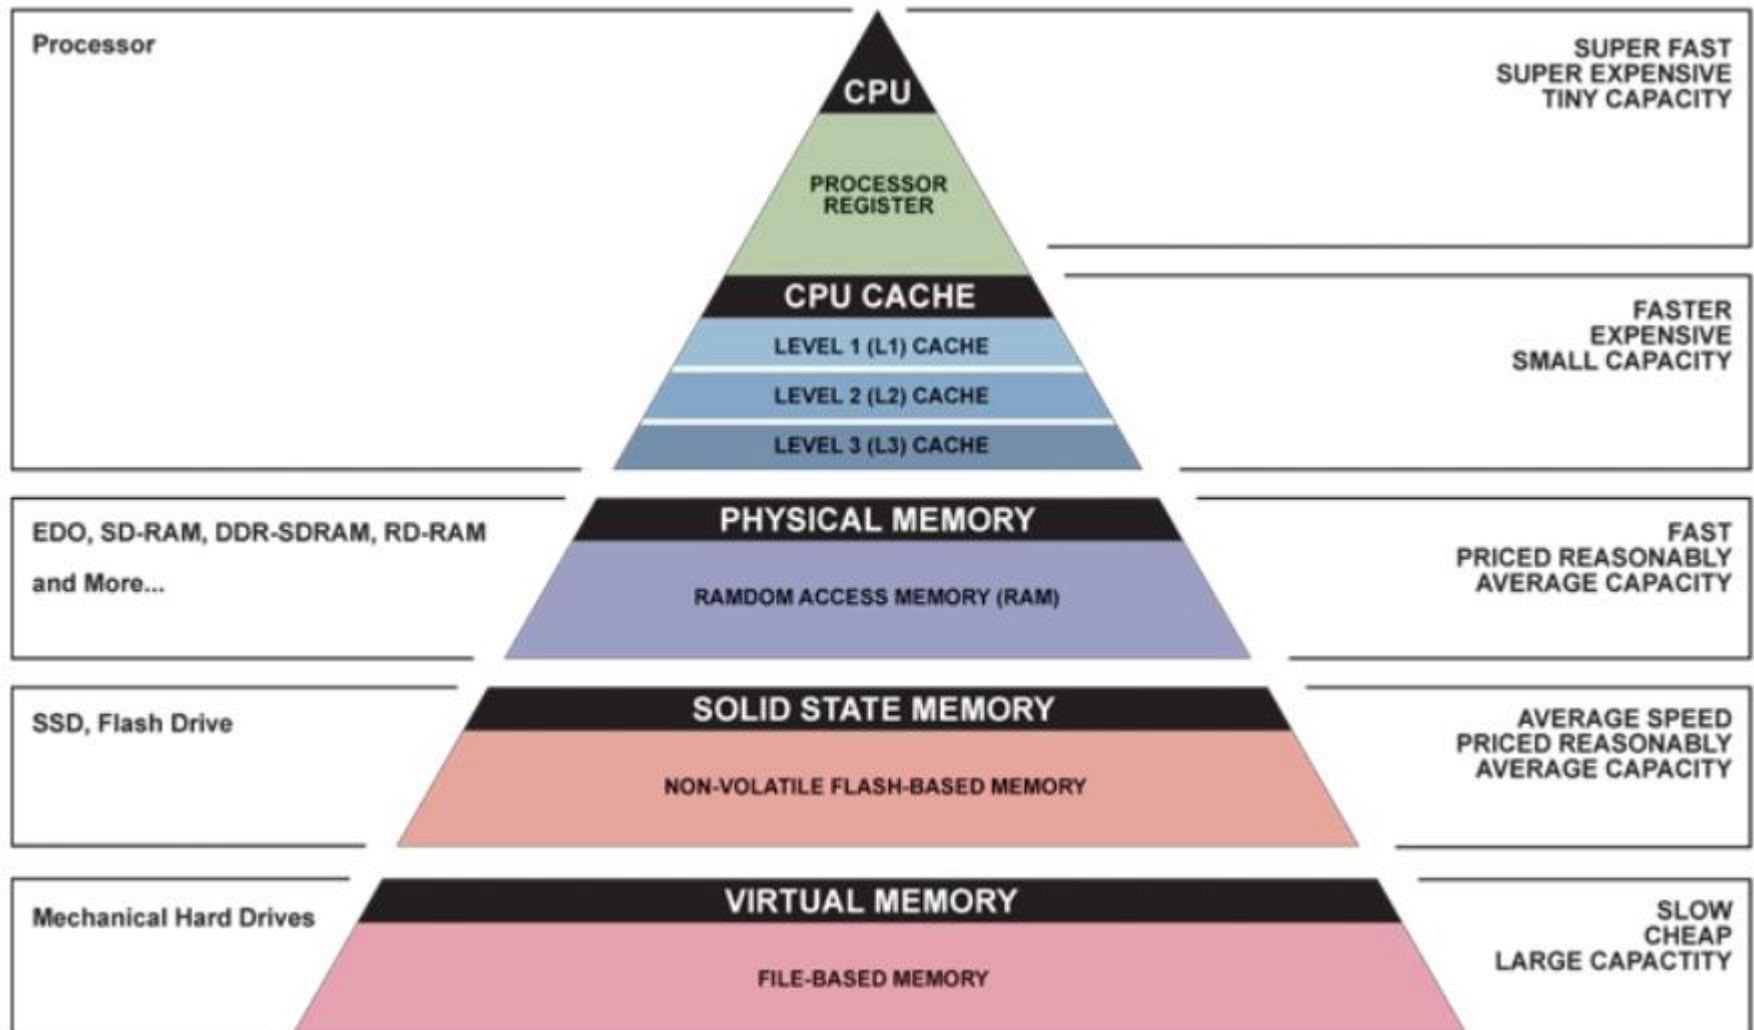 Processor
CPU
SUPER FAST
SUPER EXPENSIVE
TINY CAPACITY
PROCESSOR
REGISTER
CPU CACHE
LEVEL 1 (L1) CACHE
LEVEL 2 (L2) CACHE
LEVEL 3 (L3) CACHE
FASTER
EXPENSIVE
SMALL CAPACITY
EDO, SD-RAM, DDR-SDRAM, RD-RAM
and More...
PHYSICAL MEMORY
RAMDOM ACCESS MEMORY (RAM)
FAST
PRICED REASONABLY
AVERAGE CAPACITY
SSD, Flash Drive
SOLID STATE MEMORY
NON-VOLATILE FLASH-BASED MEMORY
AVERAGE SPEED
PRICED REASONABLY
AVERAGE CAPACITY
Mechanical Hard Drives
VIRTUAL MEMORY
FILE-BASED MEMORY
SLOW
CHEAP
LARGE CAPACTITY